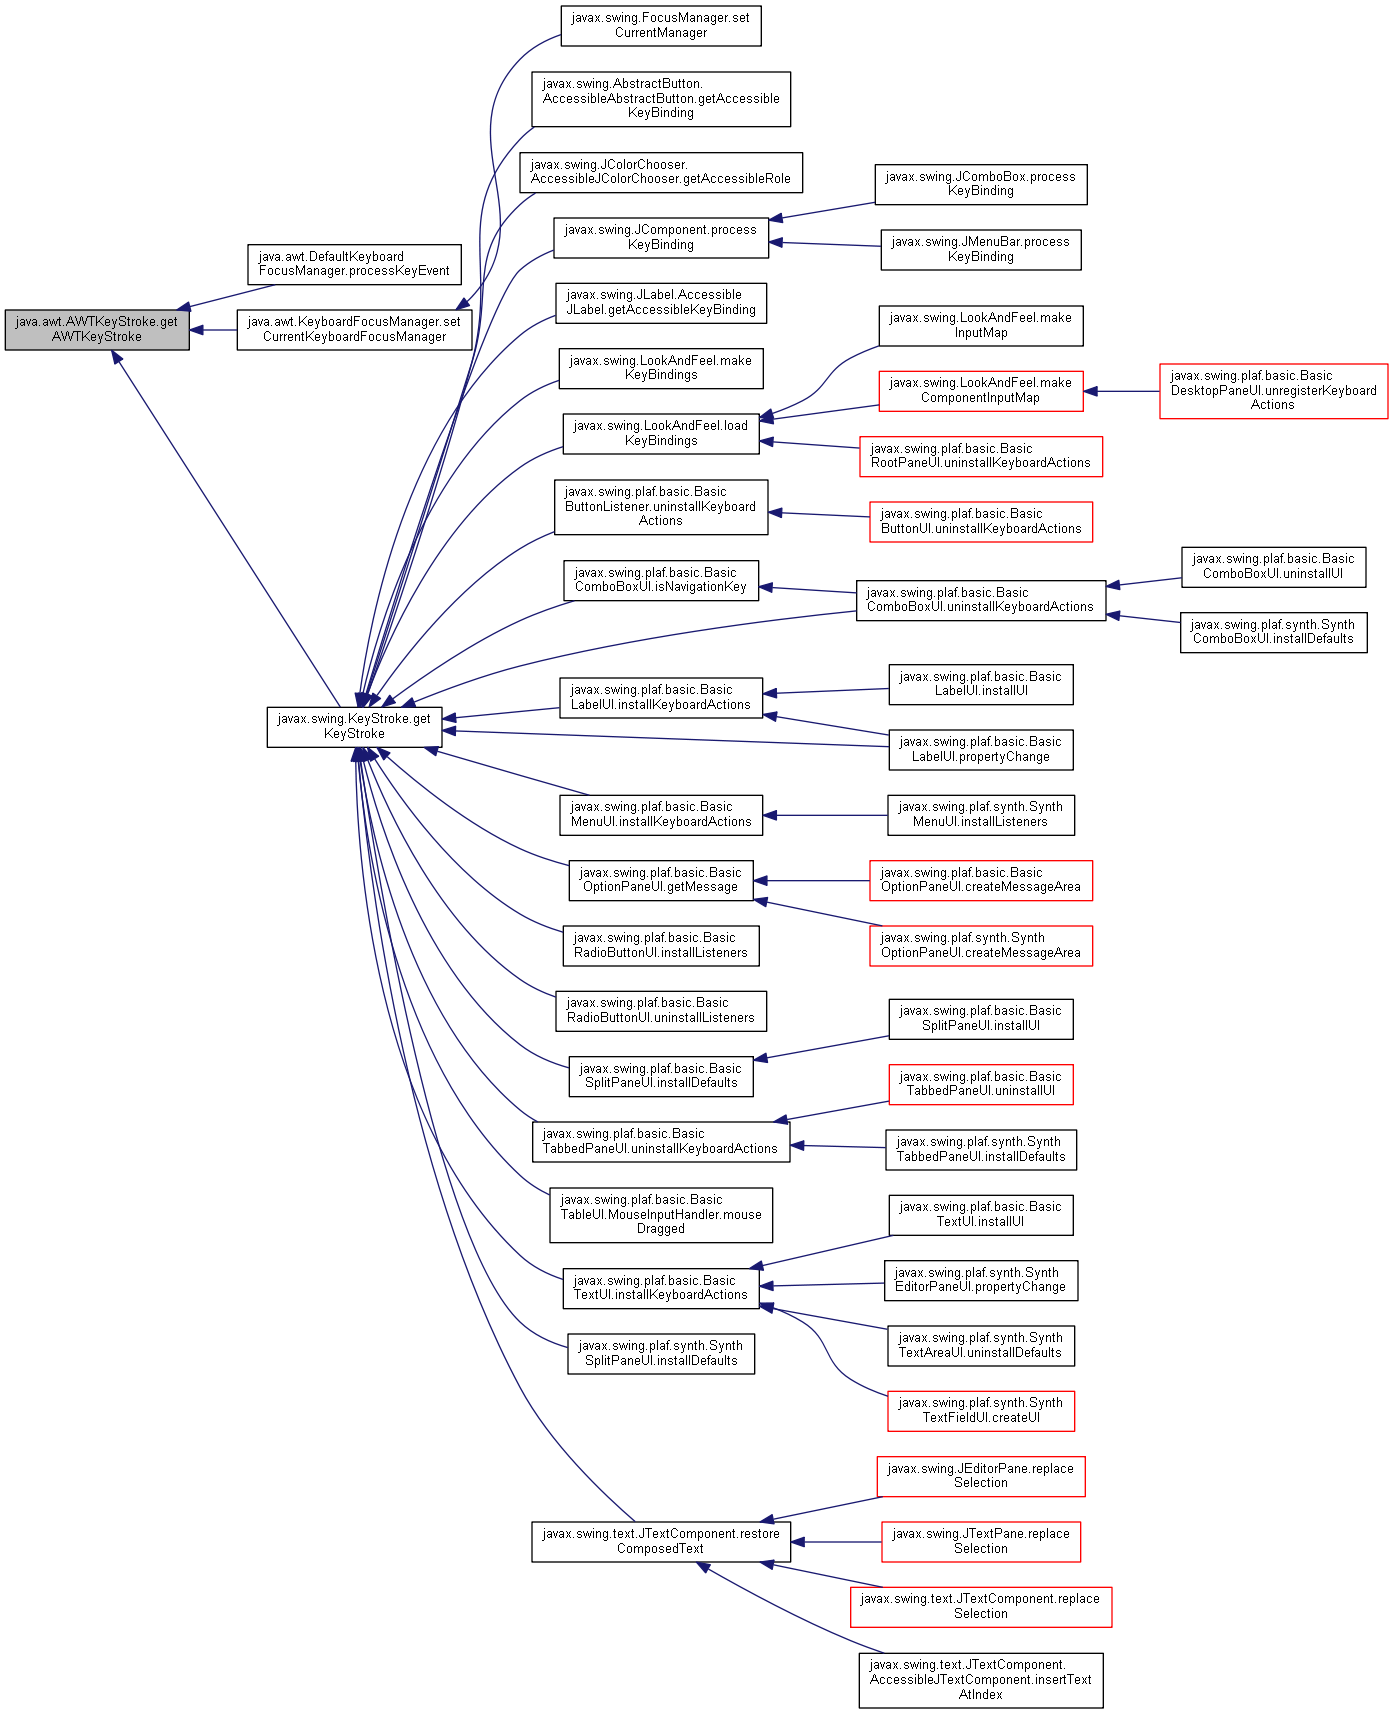 java.awt.AWTKeyStroke.get
AWTKeyStroke
java.awt.DefaultKeyboard
FocusManager.processKeyEvent
java.awt.KeyboardFocusManager.set
CurrentKeyboardFocusManager
javax.swing.KeyStroke.get
KeyStroke
javax.swing.FocusManager.set
CurrentManager
javax.swing.AbstractButton.
AccessibleAbstractButton.getAccessible
KeyBinding
javax.swing.JColorChooser.
AccessibleJColorChooser.getAccessibleRole
javax.swing.JComponent.process
KeyBinding
javax.swing.JLabel.Accessible
JLabel.getAccessibleKeyBinding
javax.swing.LookAndFeel.make
KeyBindings
javax.swing.LookAndFeel.load
KeyBindings
javax.swing.plaf.basic.Basic
ButtonListener.uninstallKeyboard
Actions
javax.swing.plaf.basic.Basic
ComboBoxUI.isNavigationKey
javax.swing.plaf.basic.Basic
LabelUI.installKeyboardActions
javax.swing.plaf.basic.Basic
MenuUI.installKeyboardActions
javax.swing.plaf.basic.Basic
OptionPaneUI.getMessage
javax.swing.plaf.basic.Basic
RadioButtonUI.installListeners
javax.swing.plaf.basic.Basic
RadioButtonUI.uninstallListeners
javax.swing.plaf.basic.Basic
SplitPaneUI.installDefaults
javax.swing.plaf.basic.Basic
TabbedPaneUI.uninstallKeyboardActions
javax.swing.plaf.basic.Basic
TableUI.MouseInputHandler.mouse
Dragged
javax.swing.plaf.basic.Basic
TextUI.installKeyboardActions
javax.swing.plaf.synth.Synth
SplitPaneUI.installDefaults
javax.swing.text.JTextComponent.restore
ComposedText
javax.swing.JComboBox.process
KeyBinding
javax.swing.JMenuBar.process
KeyBinding
javax.swing.LookAndFeel.make
InputMap
javax.swing.LookAndFeel.make
ComponentInputMap
javax.swing.plaf.basic.Basic
RootPaneUI.uninstallKeyboardActions
javax.swing.plaf.basic.Basic
ButtonUI.uninstallKeyboardActions
javax.swing.plaf.basic.Basic
ComboBoxUI.uninstallKeyboardActions
javax.swing.plaf.basic.Basic
LabelUI.installUI
javax.swing.plaf.basic.Basic
LabelUI.propertyChange
javax.swing.plaf.synth.Synth
MenuUI.installListeners
javax.swing.plaf.basic.Basic
OptionPaneUI.createMessageArea
javax.swing.plaf.synth.Synth
OptionPaneUI.createMessageArea
javax.swing.plaf.basic.Basic
SplitPaneUI.installUI
javax.swing.plaf.basic.Basic
TabbedPaneUI.uninstallUI
javax.swing.plaf.synth.Synth
TabbedPaneUI.installDefaults
javax.swing.plaf.basic.Basic
TextUI.installUI
javax.swing.plaf.synth.Synth
EditorPaneUI.propertyChange
javax.swing.plaf.synth.Synth
TextAreaUI.uninstallDefaults
javax.swing.plaf.synth.Synth
TextFieldUI.createUI
javax.swing.JEditorPane.replace
Selection
javax.swing.JTextPane.replace
Selection
javax.swing.text.JTextComponent.replace
Selection
javax.swing.text.JTextComponent.
AccessibleJTextComponent.insertText
AtIndex
javax.swing.plaf.basic.Basic
DesktopPaneUI.unregisterKeyboard
Actions
javax.swing.plaf.basic.Basic
ComboBoxUI.uninstallUI
javax.swing.plaf.synth.Synth
ComboBoxUI.installDefaults